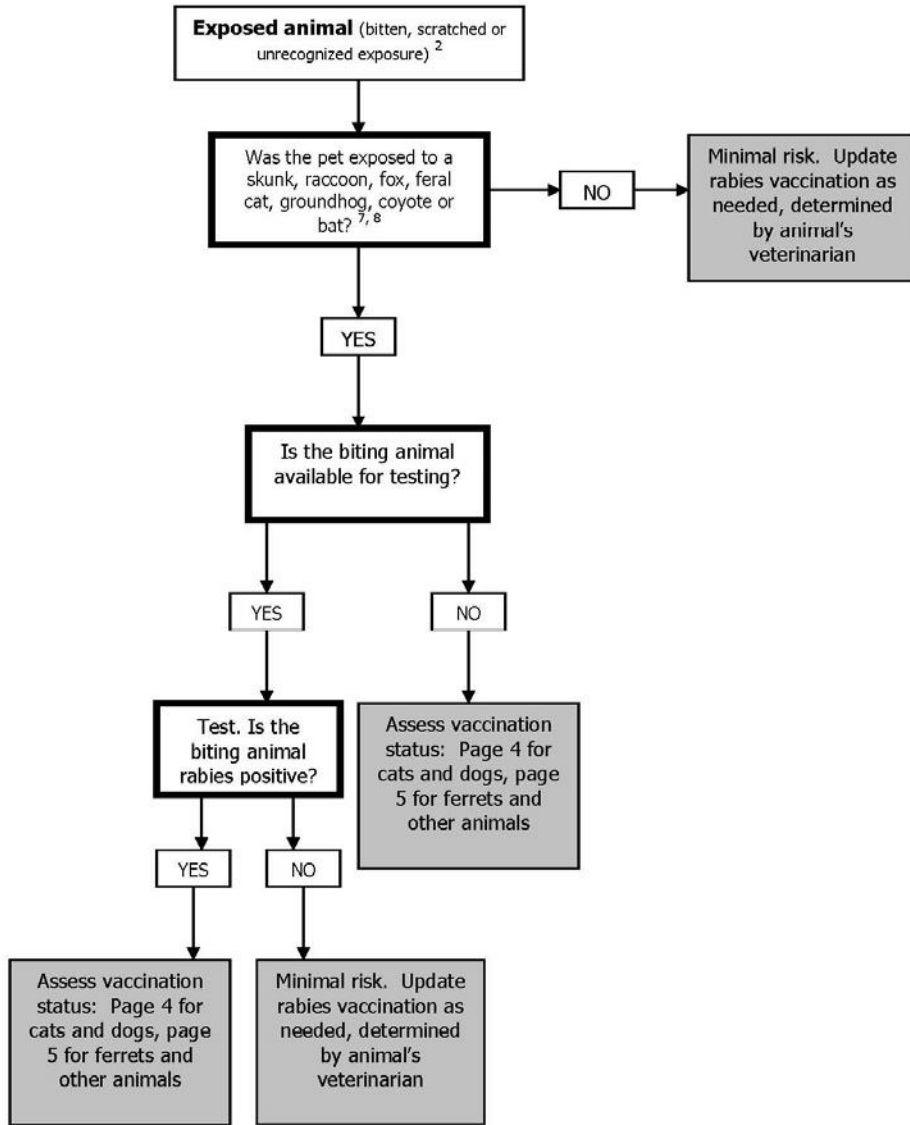 Exposed animal (bitten, scratched or
unrecognized exposure) 2
Was the pet exposed to a
skunk, raccoon, fox, feral
cat, groundhog, coyote or
bat? 7, 8
NO
Minimal risk. Update
rabies vaccination as
needed, determined
by animal's
veterinarian
YES
Is the biting animal
available for testing?
YES
NO
Test. Is the
biting animal
rabies positive?
Assess vaccination
status: Page 4 for
cats and dogs, page
5 for ferrets and
other animals
YES
NO
Assess vaccination
status: Page 4 for
cats and dogs, page
5 for ferrets and
other animals
Minimal risk. Update
rabies vaccination as
needed, determined
by animal's
veterinarian